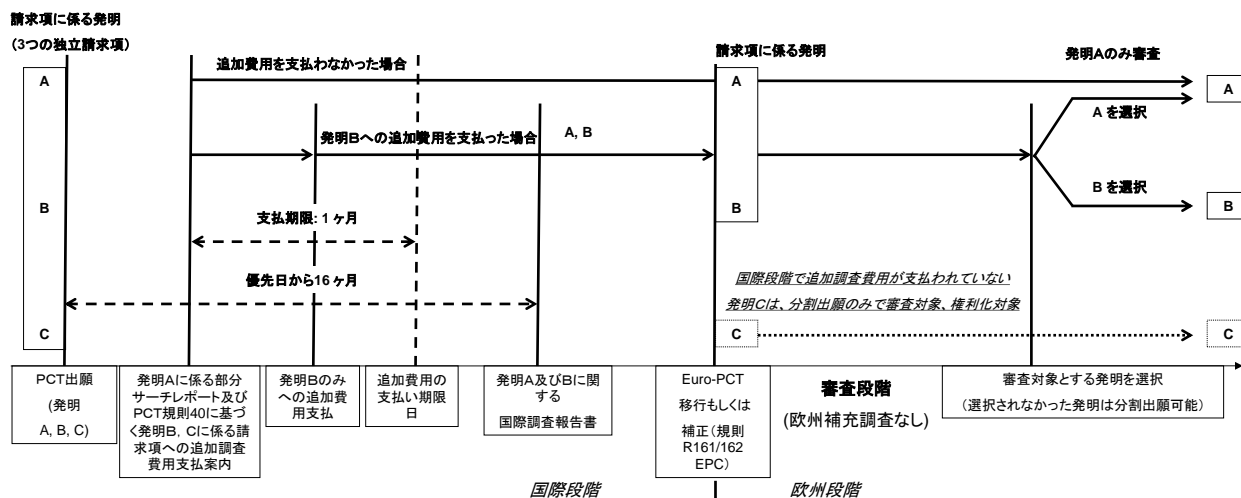 請求項に係る発明
(3つの独立請求項)
請求項に係る発明
追加費用を支払わなかった場合
発明Aのみ審査
A
A
A
A を選択
発明Bへの追加費用を支払った場合
A, B
B を選択
B
B
B
支払期限: 1 ヶ月
優先日から16 ヶ月
国際段階で追加調査費用が支払われていない
発明Cは、分割出願のみで審査対象、権利化対象
C
C
C
PCT出願
(発明
A, B, C)
発明Aに係る部分
サーチレポート及び
PCT規則40に基づ
く発明B, Cに係る請
求項への追加調査
費用支払案内
発明Bのみ
への追加費
用支払
追加費用の
支払い期限
日
発明A及びBに関
する
国際調査報告書
Euro-PCT
移行もしくは
補正(規則
R161/162
EPC)
審査段階
(欧州補充調査なし)
審査対象とする発明を選択
(選択されなかった発明は分割出願可能)
国際段階
欧州段階